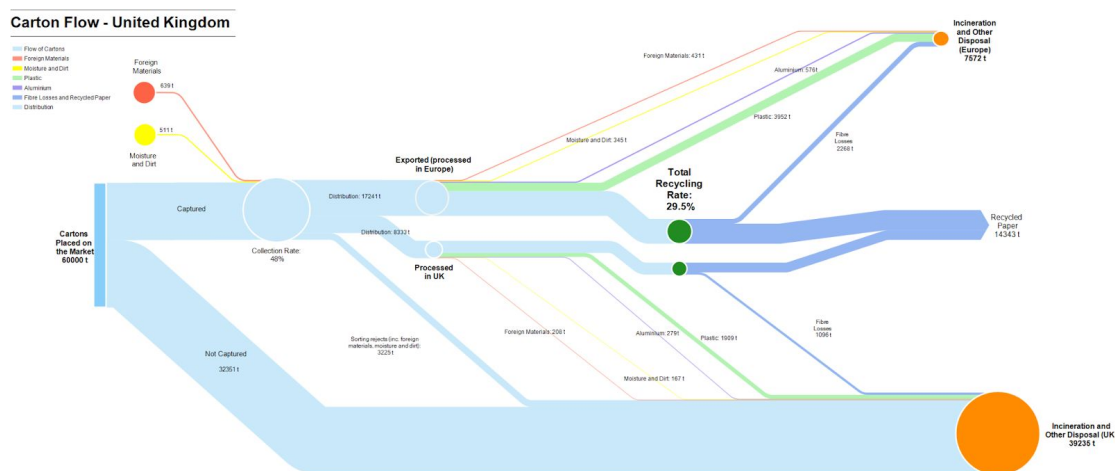 Carton Flow - United Kingdom
Flow of Cartons
Foreign Materials
Moisture and Dirt
Plastic
Aluminium
Fibre Losses and Recycled Paper
Distribution
Foreign
Materials
639 t
511 t
Moisture
and Dirt
Cartons
Placed on
the Market
60000 t
Captured
Collection Rate:
48%
Not Captured
32351 t
Exported (processed
in Europe)
Distribution: 17241 t
Distribution: 8333 t
Processed
in UK
Sorting rejects (inc. foreign
materials, moisture and dirt):
3225 t
Foreign Materials: 431 t
Moisture and Dirt: 345 t
Aluminium: 576 t
Plastic: 3952 t
Total
Recycling
Rate:
29.5%
Fibre
Losses
2268 t
Incineration
and Other
Disposal
(Europe)
7572 t
Recycled
Paper
14343 t
Foreign Materials: 208 t
Moisture and Dirt: 167 t
Aluminium: 279 t
Plastic: 1909 t
Fibre
Losses
1096 t
Incineration and
Other Disposal (UK
39235 t